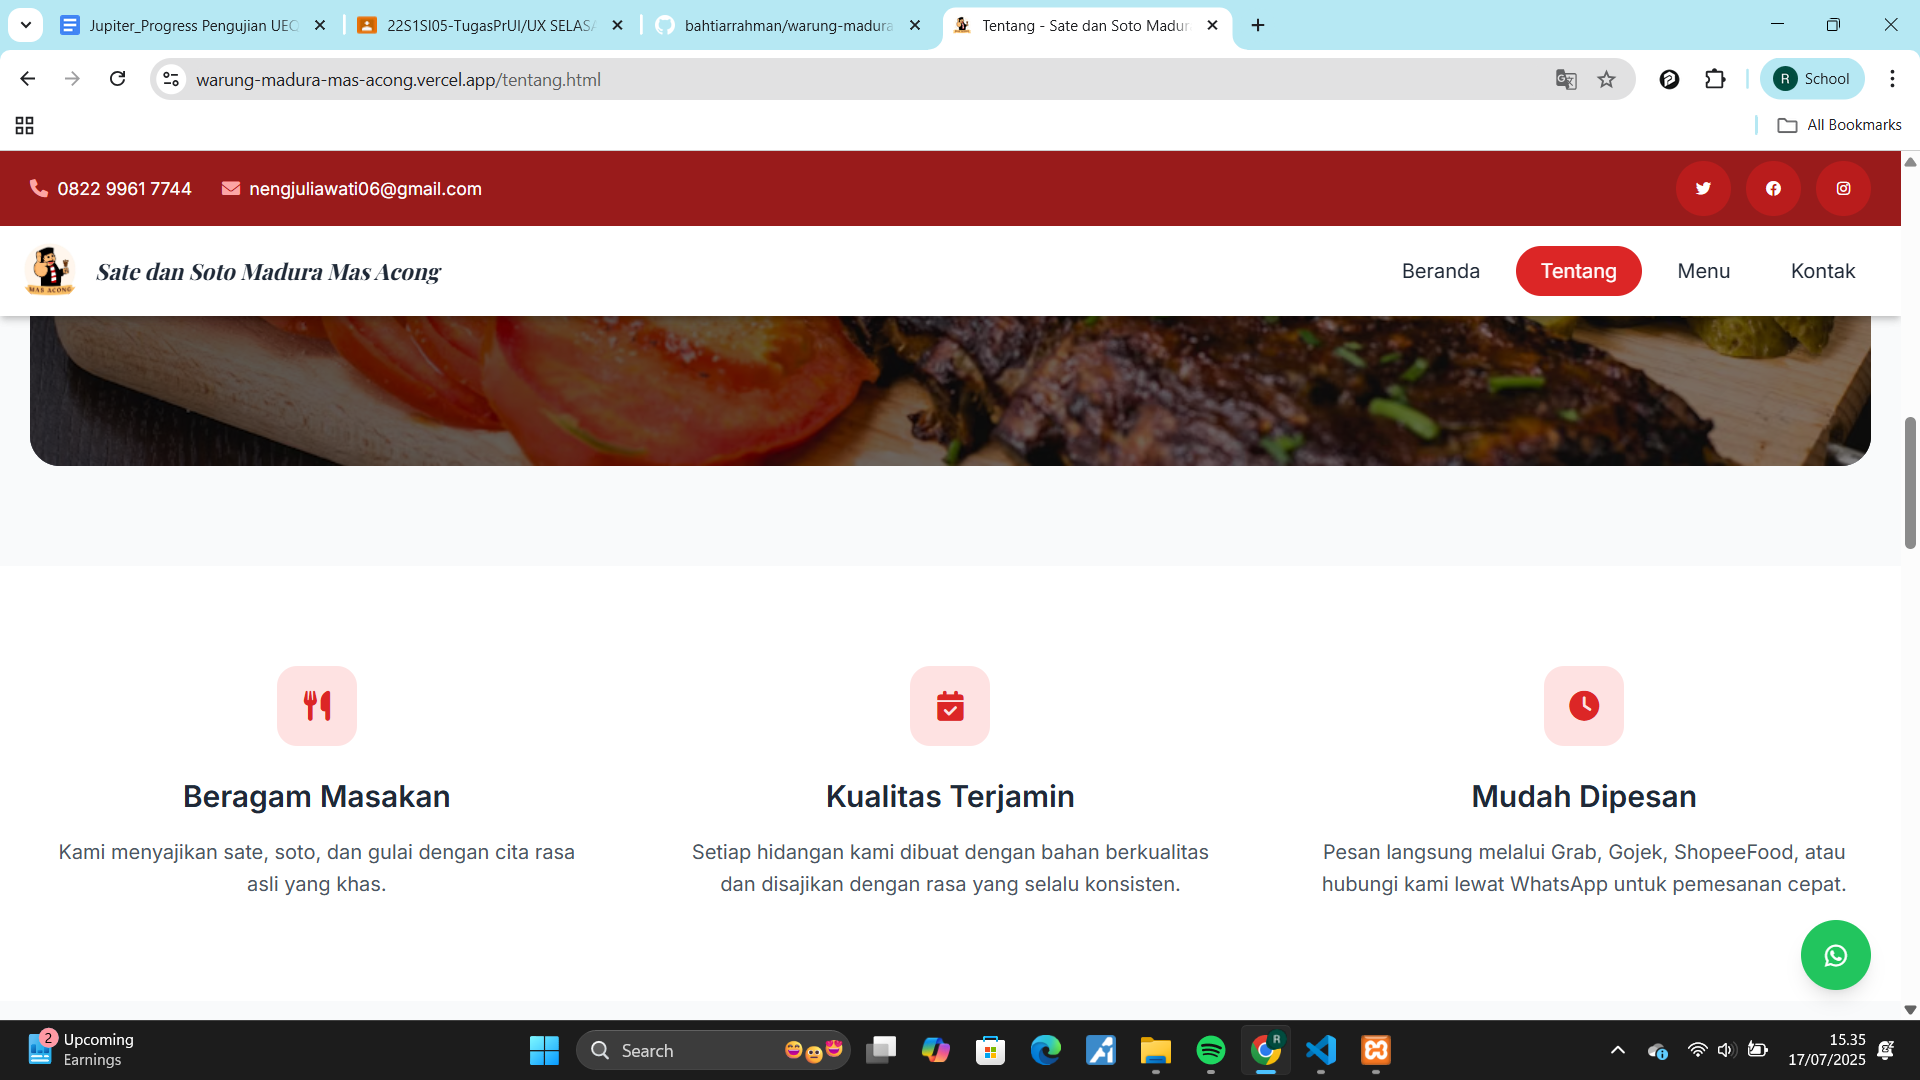 Jupiter_Progress Pengujian UEQ
22S1SI05-TugasPrUI/UX SELASA
bahtiarrahman/warung-madura
Tentang - Sate dan Soto Madura
warung-madura-mas-acong.vercel.app/tentang.html
R School
All Bookmarks
0822 9961 7744
nengjuliawati06@gmail.com
MAS ACONG
Sate dan Soto Madura Mas Acong
Beranda
Tentang
Menu
Kontak
Beragam Masakan
Kami menyajikan sate, soto, dan gulai dengan cita rasa
asli yang khas.
Kualitas Terjamin
Setiap hidangan kami dibuat dengan bahan berkualitas
dan disajikan dengan rasa yang selalu konsisten.
Mudah Dipesan
Pesan langsung melalui Grab, Gojek, ShopeeFood, atau
hubungi kami lewat WhatsApp untuk pemesanan cepat.
2
Upcoming
Earnings
Search
R
15.35
17/07/2025